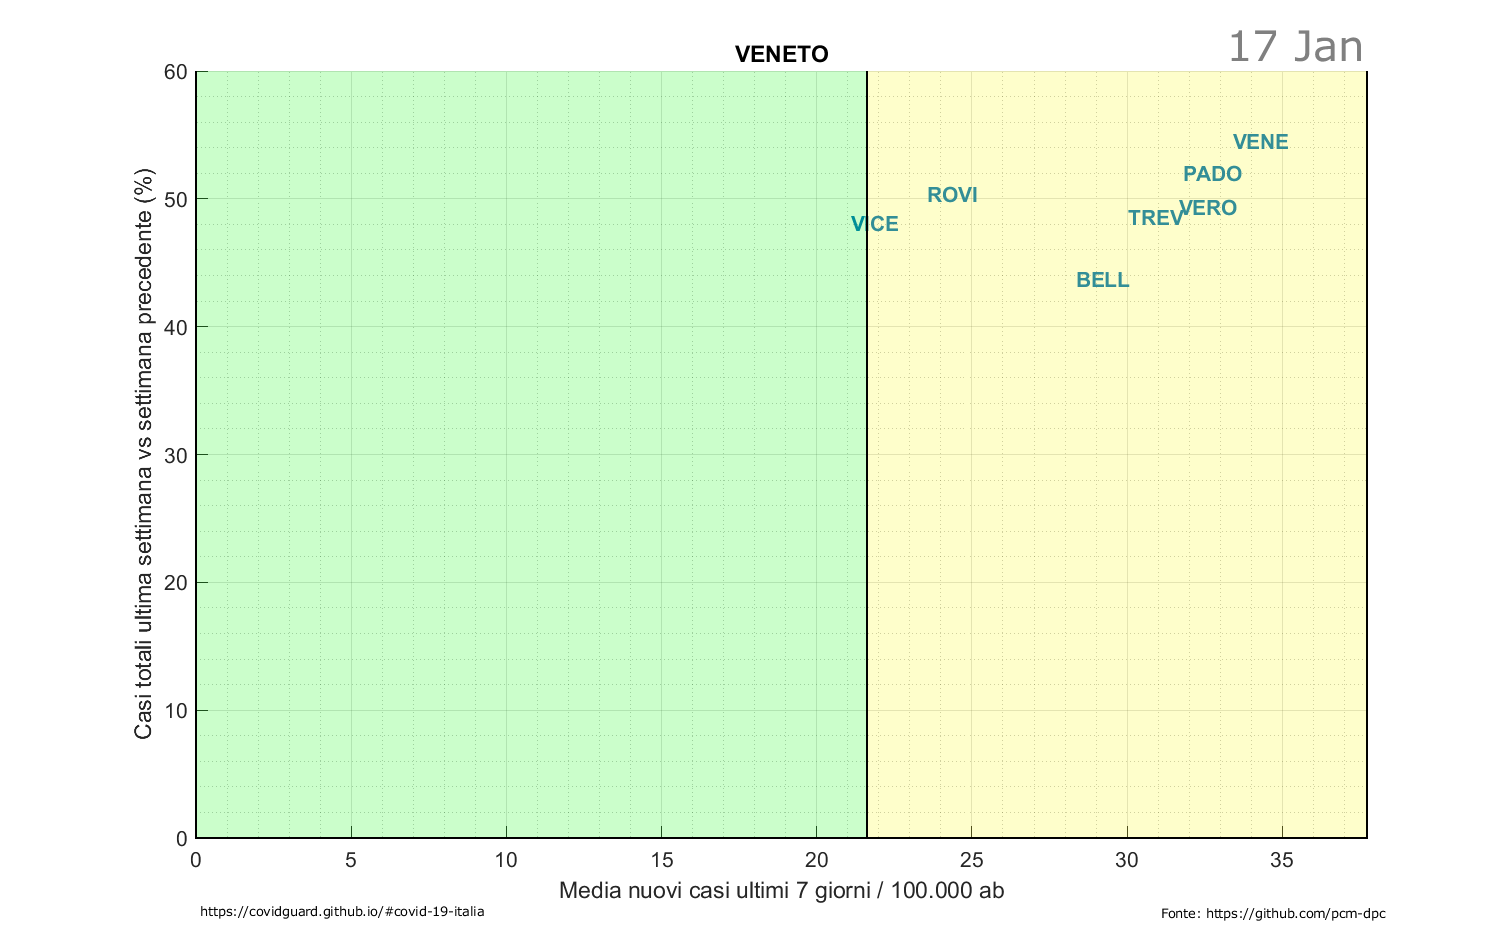 VENETO
17 Jan
Casi totali ultima settimana vs settimana precedente (%)
60
50
40
30
20
10
0
VENE
PADO
ROVI
VERO
TREV
VICE
BELL
0 5 10 15 20 25 30 35
Media nuovi casi ultimi 7 giorni / 100.000 ab
https://covidguard.github.io/#covid-19-italia
Fonte: https://github.com/pcm-dpc